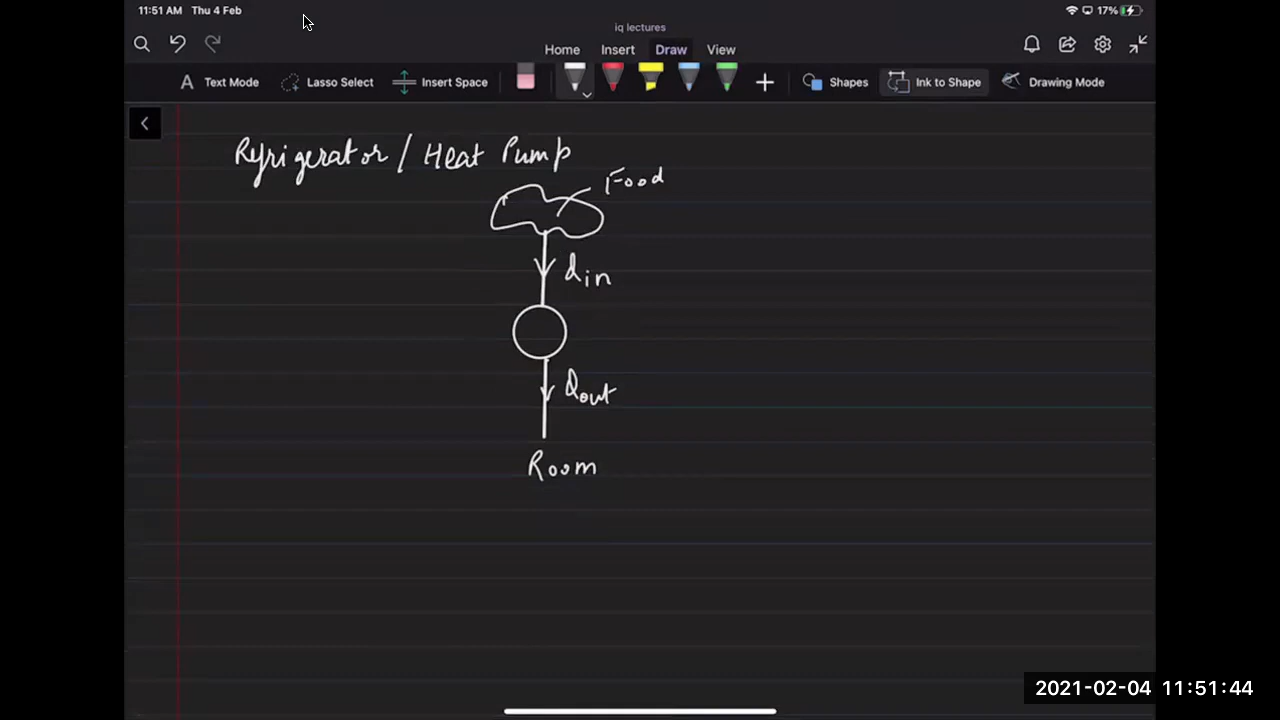 11:51 AM Thu 4 Feb
17%
iq lectures
Home Insert Draw View
Text Mode Lasso Select Insert Space Shapes Ink to Shape Drawing Mode
Refrigerator / Heat Pump
Food
Qin
Qout
Room
2021-02-04 11:51:44